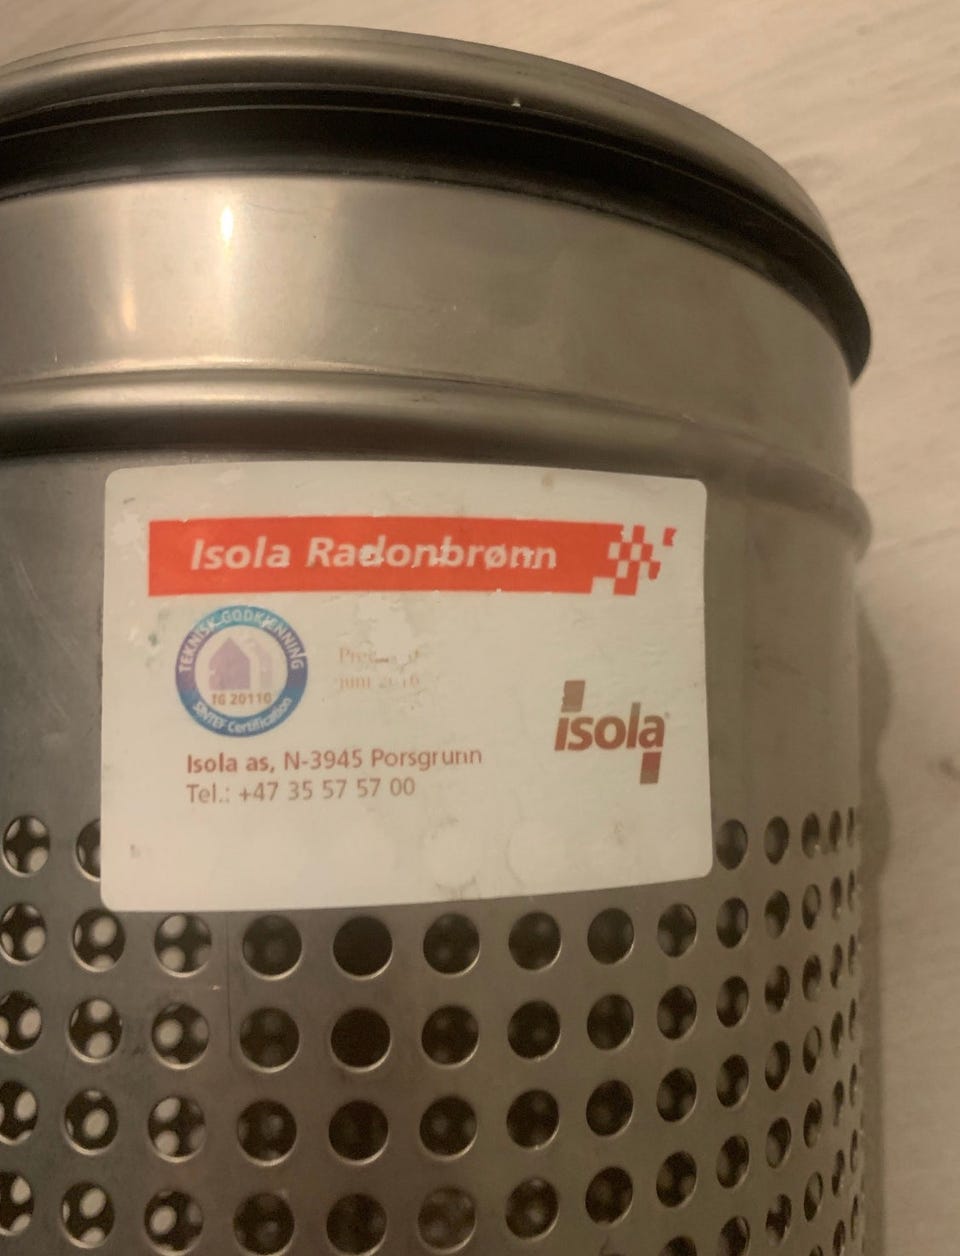 Isola Radonbrønn
TEKNISK GODKJENNING
TG 20110
SINTEF Certification
juni
isola
Isola as, N-3945 Porsgrunn
Tel.: +47 35 57 57 00